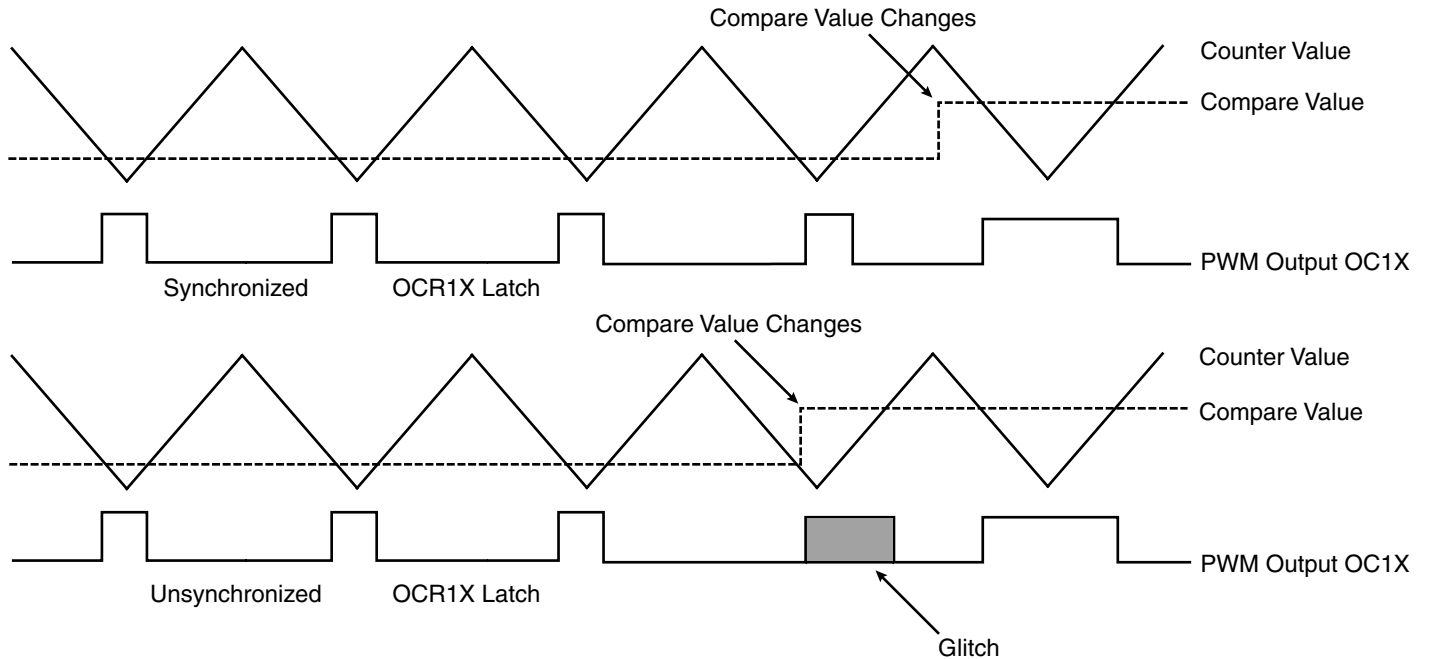 Compare Value Changes
Counter Value
Compare Value
PWM Output OC1X
Synchronized OCR1X Latch
Compare Value Changes
Counter Value
Compare Value
PWM Output OC1X
Unsynchronized OCR1X Latch
Glitch